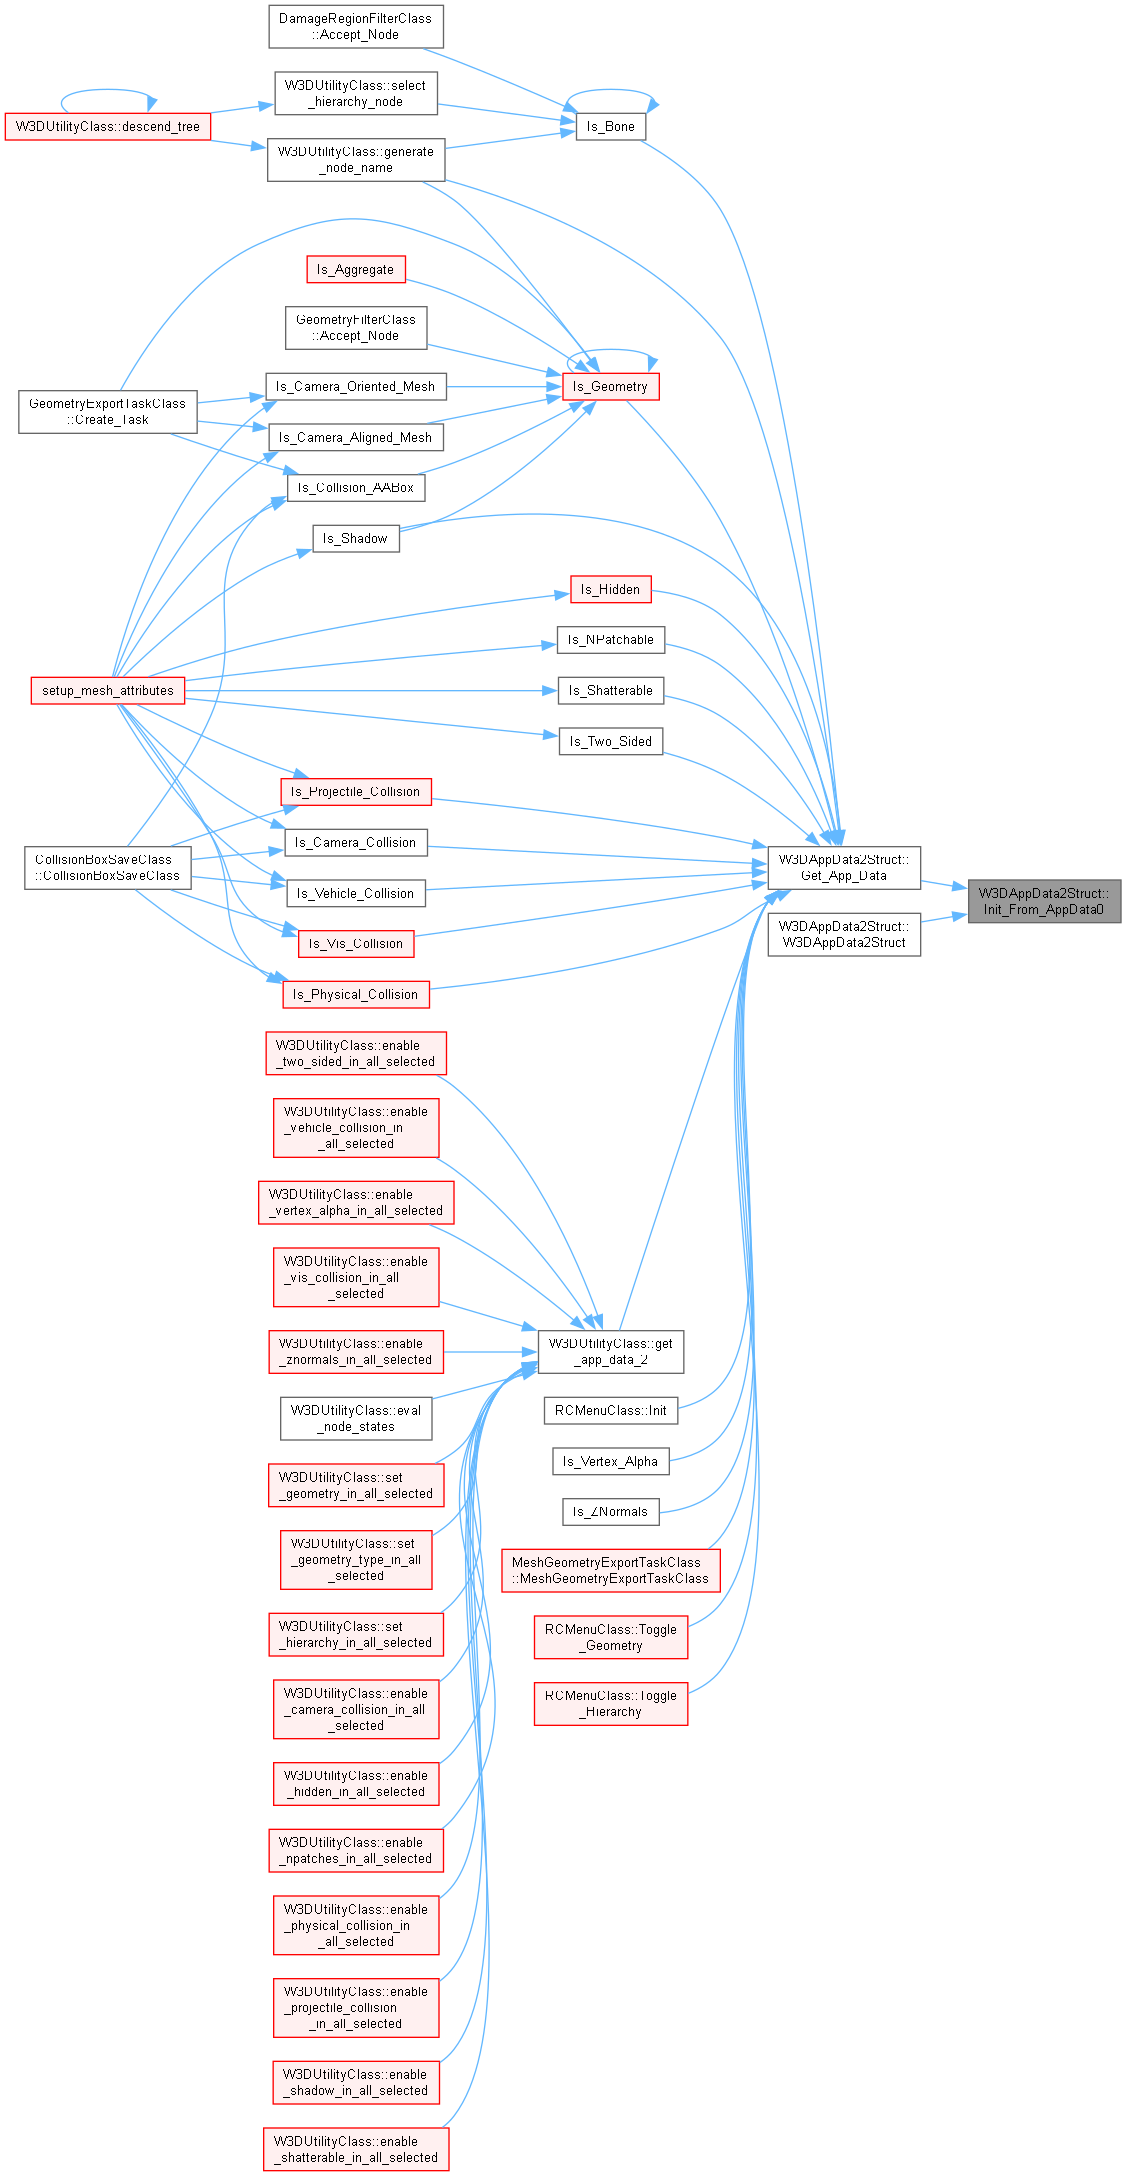 DamageRegionFilterClass
::Accept_Node
W3DUtilityClass::select
_hierarchy_node
W3DUtilityClass::descend_tree
Is_Bone
W3DUtilityClass::generate
_node_name
Is_Aggregate
GeometryFilterClass
::Accept_Node
Is_Geometry
Is_Camera_Oriented_Mesh
GeometryExportTaskClass
::Create_Task
Is_Camera_Aligned_Mesh
Is_Collision_AABox
Is_Shadow
Is_Hidden
Is_NPatchable
setup_mesh_attributes
Is_Shatterable
Is_Two_Sided
Is_Projectile_Collision
Is_Camera_Collision
CollisionBoxSaveClass
::CollisionBoxSaveClass
W3DAppData2Struct::
Get_App_Data
Is_Vehicle_Collision
W3DAppData2Struct::
Init_From_AppData0
W3DAppData2Struct::
W3DAppData2Struct
Is_Vis_Collision
Is_Physical_Collision
W3DUtilityClass::enable
_two_sided_in_all_selected
W3DUtilityClass::enable
_vehicle_collision_in
_all_selected
W3DUtilityClass::enable
_vertex_alpha_in_all_selected
W3DUtilityClass::enable
_vis_collision_in_all
_selected
W3DUtilityClass::enable
_znormals_in_all_selected
W3DUtilityClass::get
_app_data_2
W3DUtilityClass::eval
_node_states
RCMenuClass::Init
Is_Vertex_Alpha
W3DUtilityClass::set
_geometry_in_all_selected
Is_ZNormals
W3DUtilityClass::set
_geometry_type_in_all
_selected
MeshGeometryExportTaskClass
::MeshGeometryExportTaskClass
W3DUtilityClass::set
_hierarchy_in_all_selected
RCMenuClass::Toggle
_Geometry
W3DUtilityClass::enable
_camera_collision_in_all
_selected
RCMenuClass::Toggle
_Hierarchy
W3DUtilityClass::enable
_hidden_in_all_selected
W3DUtilityClass::enable
_npatches_in_all_selected
W3DUtilityClass::enable
_physical_collision_in
_all_selected
W3DUtilityClass::enable
_projectile_collision
_in_all_selected
W3DUtilityClass::enable
_shadow_in_all_selected
W3DUtilityClass::enable
_shatterable_in_all_selected